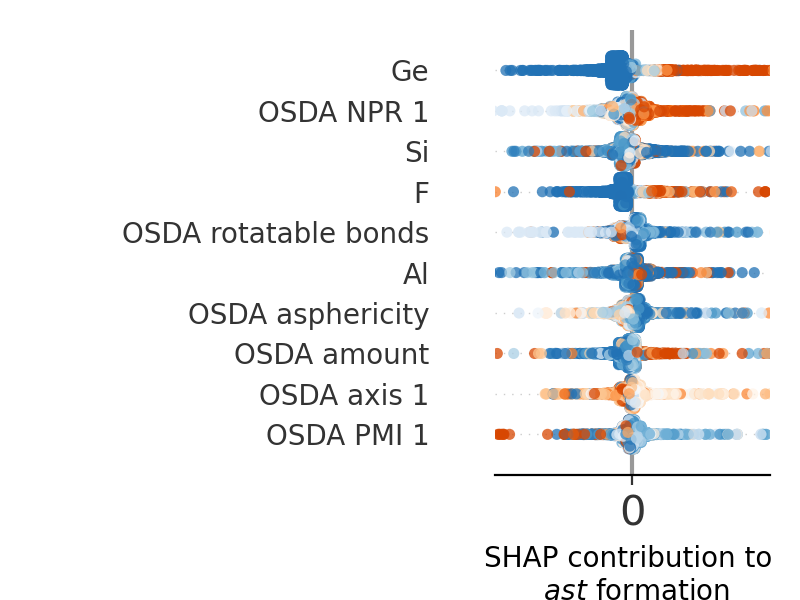 Ge
OSDA NPR 1
Si
F
OSDA rotatable bonds
Al
OSDA asphericity
OSDA amount
OSDA axis 1
OSDA PMI 1
0
SHAP contribution to
ast formation